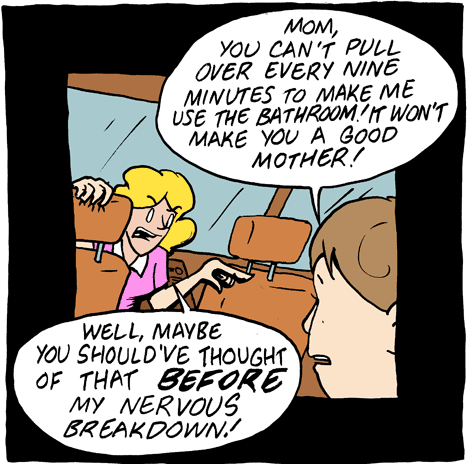 MOM,
YOU CAN'T PULL
OVER EVERY NINE
MINUTES TO MAKE ME
USE THE BATHROOM! IT WON'T
MAKE YOU A GOOD
MOTHER!
WELL, MAYBE
YOU SHOULD'VE THOUGHT
OF THAT BEFORE
MY NERVOUS
BREAKDOWN!